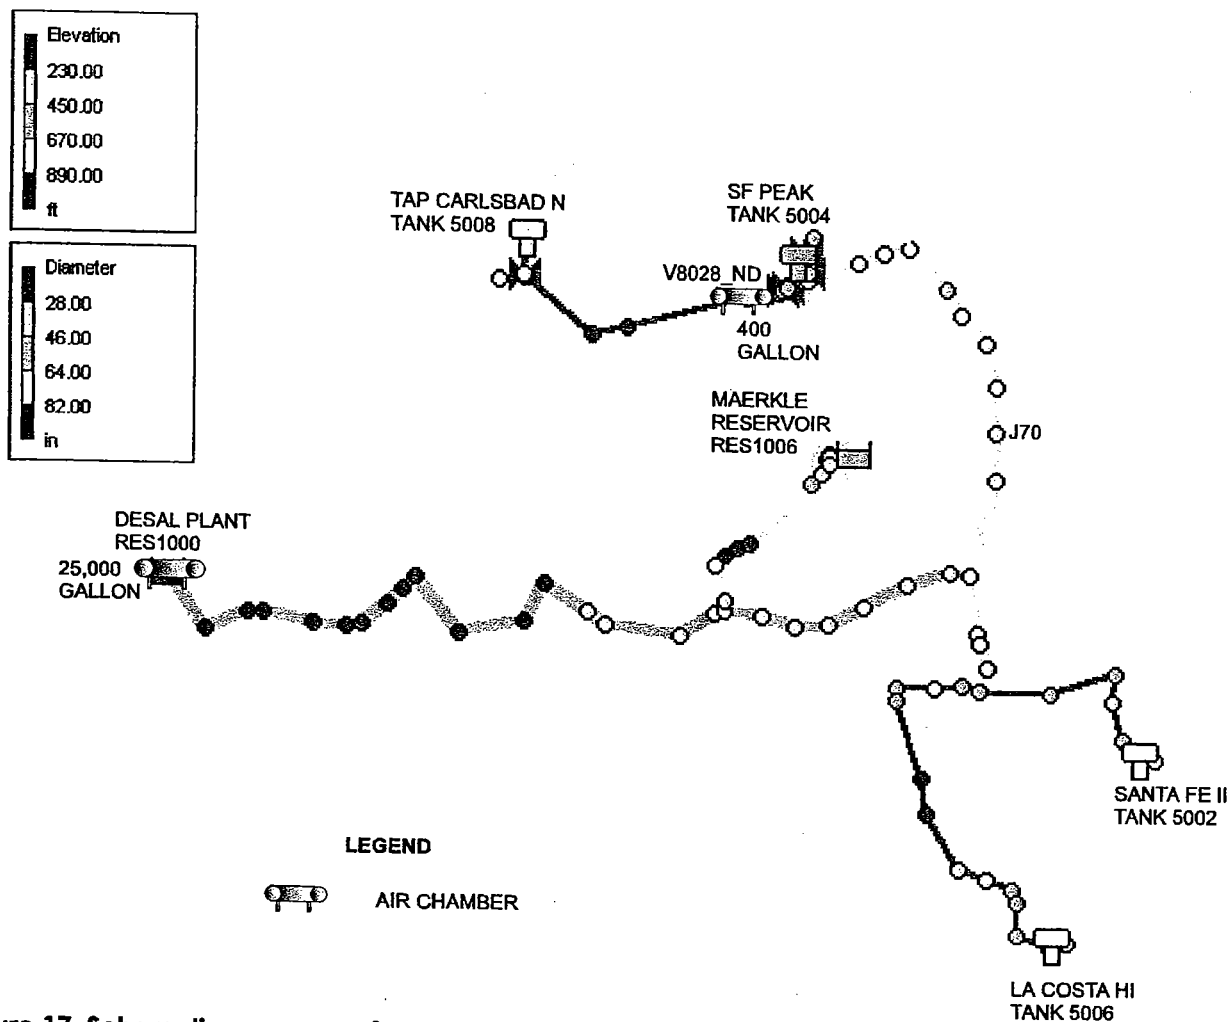 Elevation
230.00
450.00
670.00
890.00
ft
Diameter
28.00
46.00
64.00
82.00
in
TAP CARLSBAD N
TANK 5008
SF PEAK
TANK 5004
V8028_ND
400
GALLON
MAERKLE
RESERVOIR
RES1006
J70
DESAL PLANT
RES1000
25,000
GALLON
SANTA FE II
TANK 5002
LEGEND
AIR CHAMBER
LA COSTA HI
TANK 5006